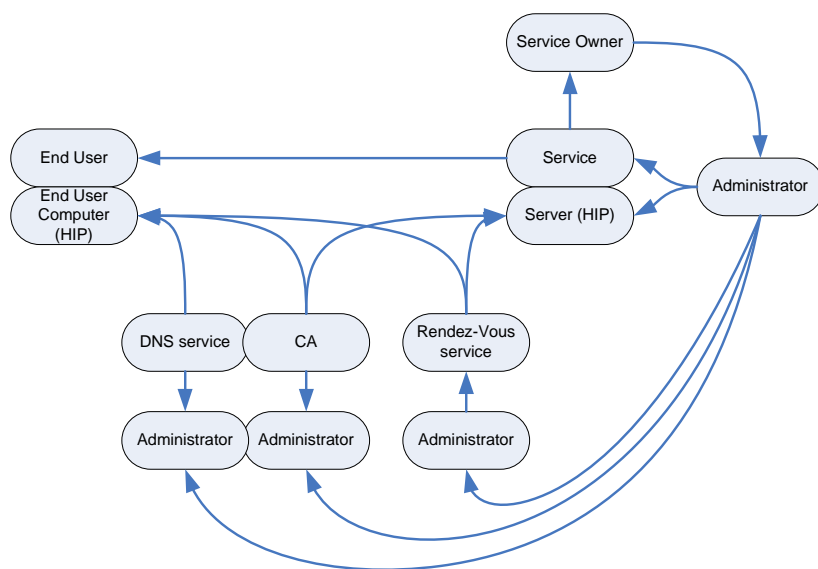 Service Owner
End User
Service
Administrator
End User
Computer
(HIP)
Server (HIP)
DNS service
CA
Rendez-Vous
service
Administrator
Administrator
Administrator